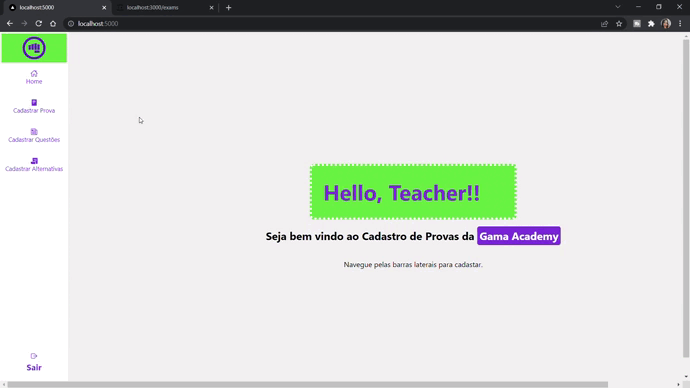 localhost:5000
localhost:3000/exams
localhost:5000
Home
Cadastrar Prova
Cadastrar Questões
Cadastrar Alternativas
Hello, Teacher!!
Seja bem vindo ao Cadastro de Provas da Gama Academy
Navegue pelas barras laterais para cadastar.
Sair